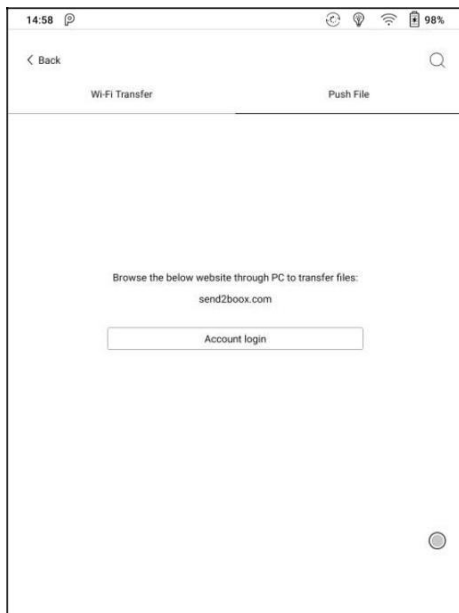 14:58 98%
Back
Wi-Fi Transfer Push File
Browse the below website through PC to transfer files:
send2boox.com
Account login